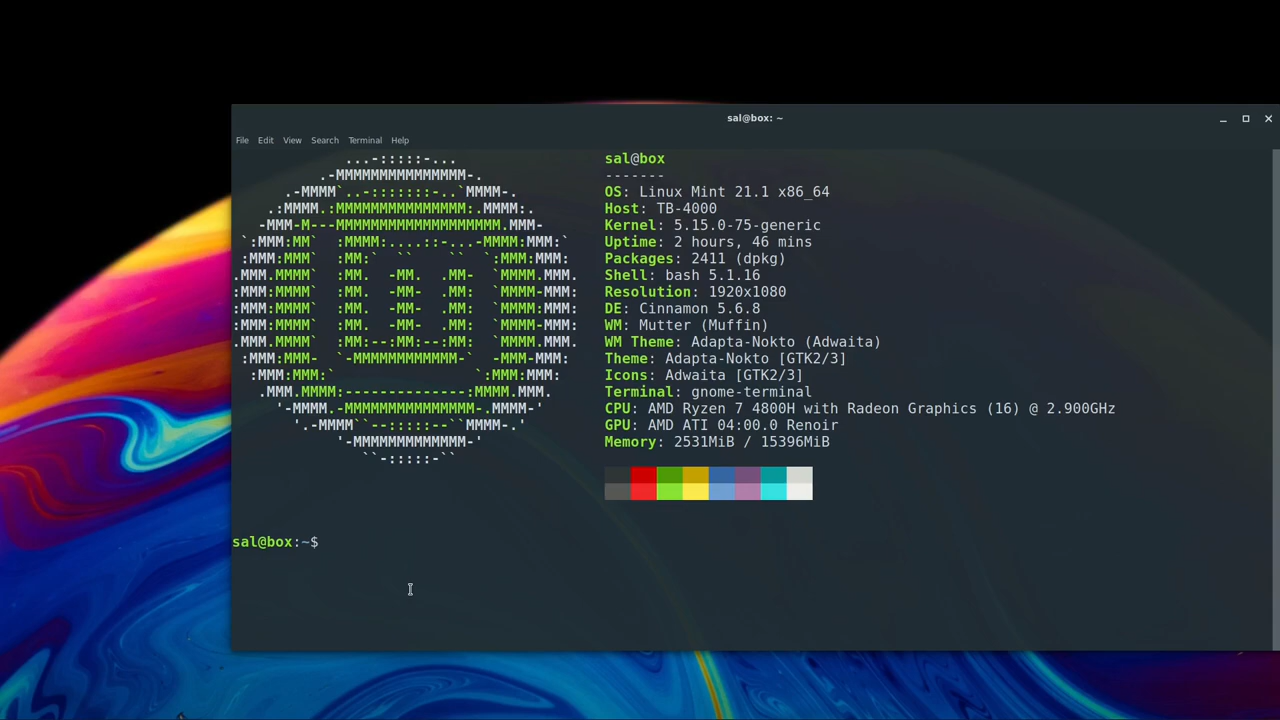 sal@box: ~
File Edit View Search Terminal Help
sal@box
-------
OS: Linux Mint 21.1 x86_64
Host: TB-4000
Kernel: 5.15.0-75-generic
Uptime: 2 hours, 46 mins
Packages: 2411 (dpkg)
Shell: bash 5.1.16
Resolution: 1920x1080
DE: Cinnamon 5.6.8
WM: Mutter (Muffin)
WM Theme: Adapta-Nokto (Adwaita)
Theme: Adapta-Nokto [GTK2/3]
Icons: Adwaita [GTK2/3]
Terminal: gnome-terminal
CPU: AMD Ryzen 7 4800H with Radeon Graphics (16) @ 2.900GHz
GPU: AMD ATI 04:00.0 Renoir
Memory: 2531MiB / 15396MiB
sal@box:~$